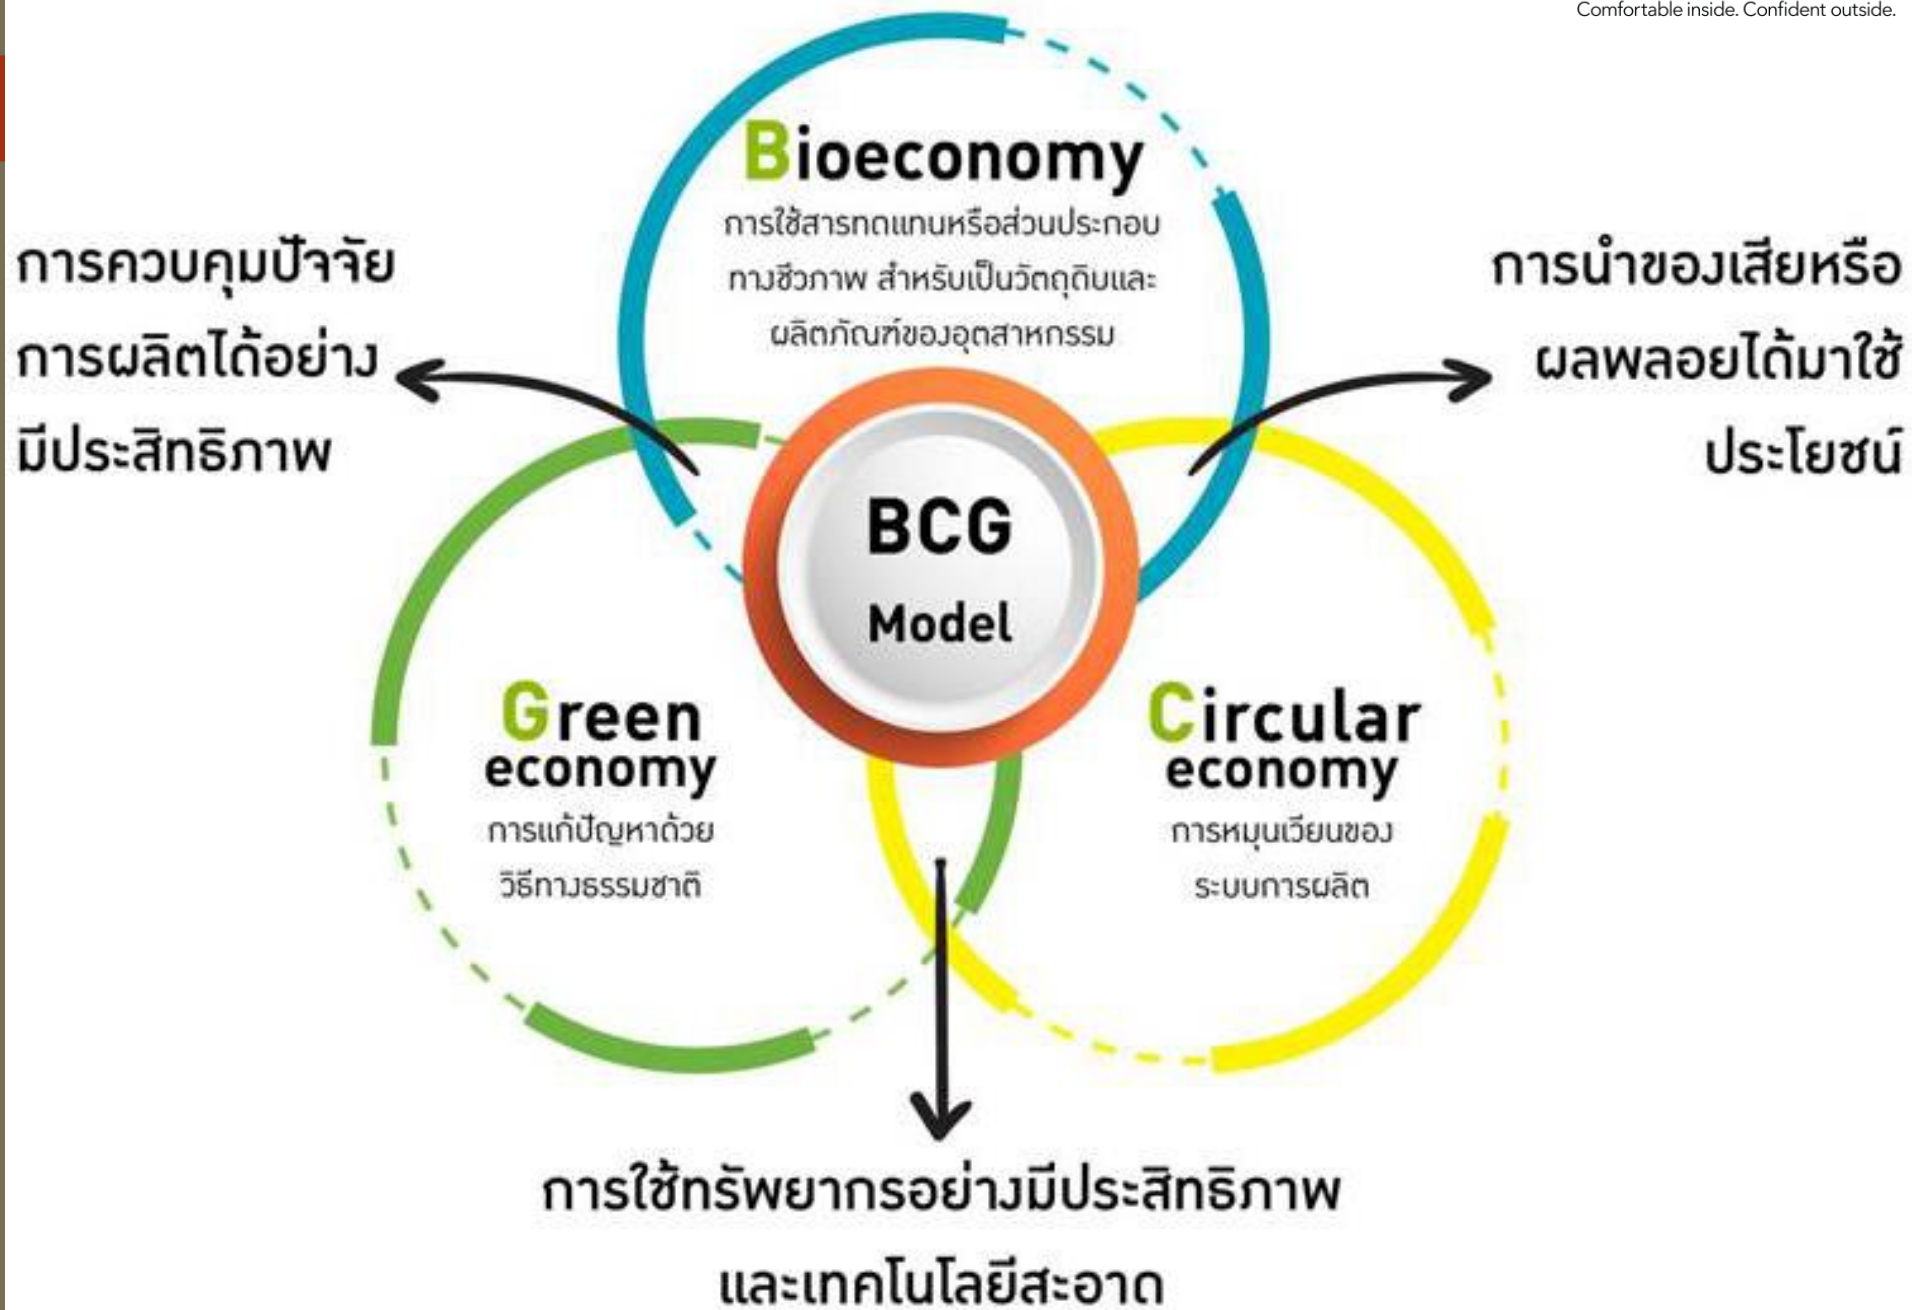 Comfortable inside. Confident outside.
Bioeconomy
การใช้สารทดแทนหรือส่วนประกอบ
ทางชีวภาพ สำหรับเป็นวัตถุดิบและ
ผลิตภัณฑ์ของอุตสาหกรรม
การควบคุมปัจจัย
การผลิตได้อย่าง
มีประสิทธิภาพ
การนำของเสียหรือ
ผลพลอยได้มาใช้
ประโยชน์
BCG
Model
Green
economy
การแก้ปัญหาด้วย
วิธีทางธรรมชาติ
Circular
economy
การหมุนเวียนของ
ระบบการผลิต
การใช้ทรัพยากรอย่างมีประสิทธิภาพ
และเทคโนโลยีสะอาด